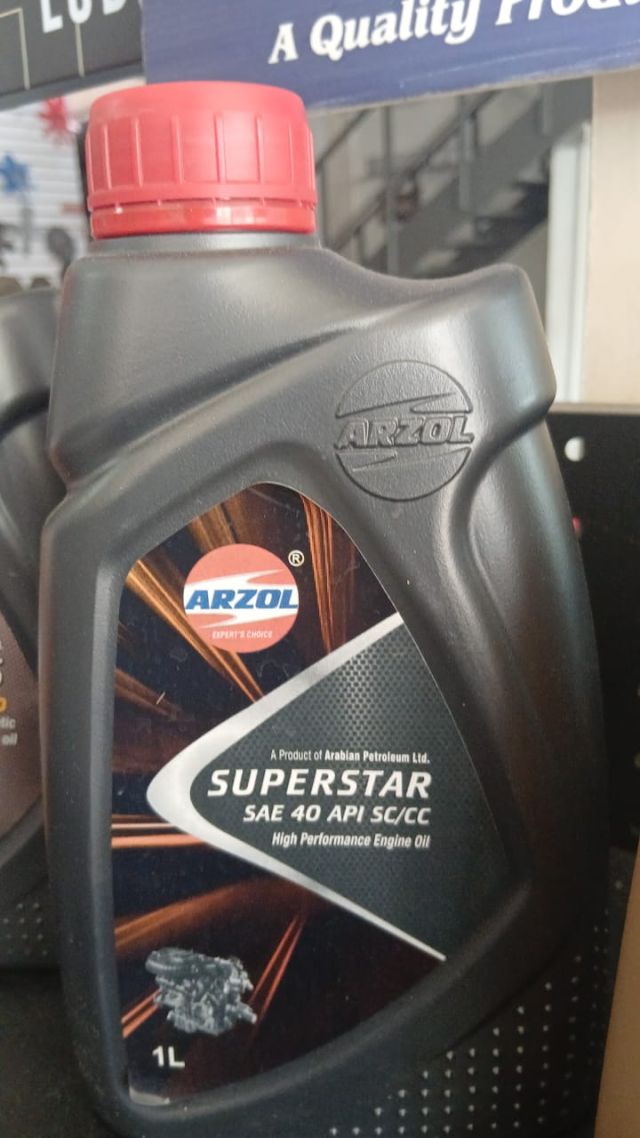 A Quality
ARZOL
ARZOL
®
EXPERT'S CHOICE
A Product of Arabian Petroleum Ltd.
SUPERSTAR
SAE 40 API SC/CC
High Performance Engine Oil
1L
oil